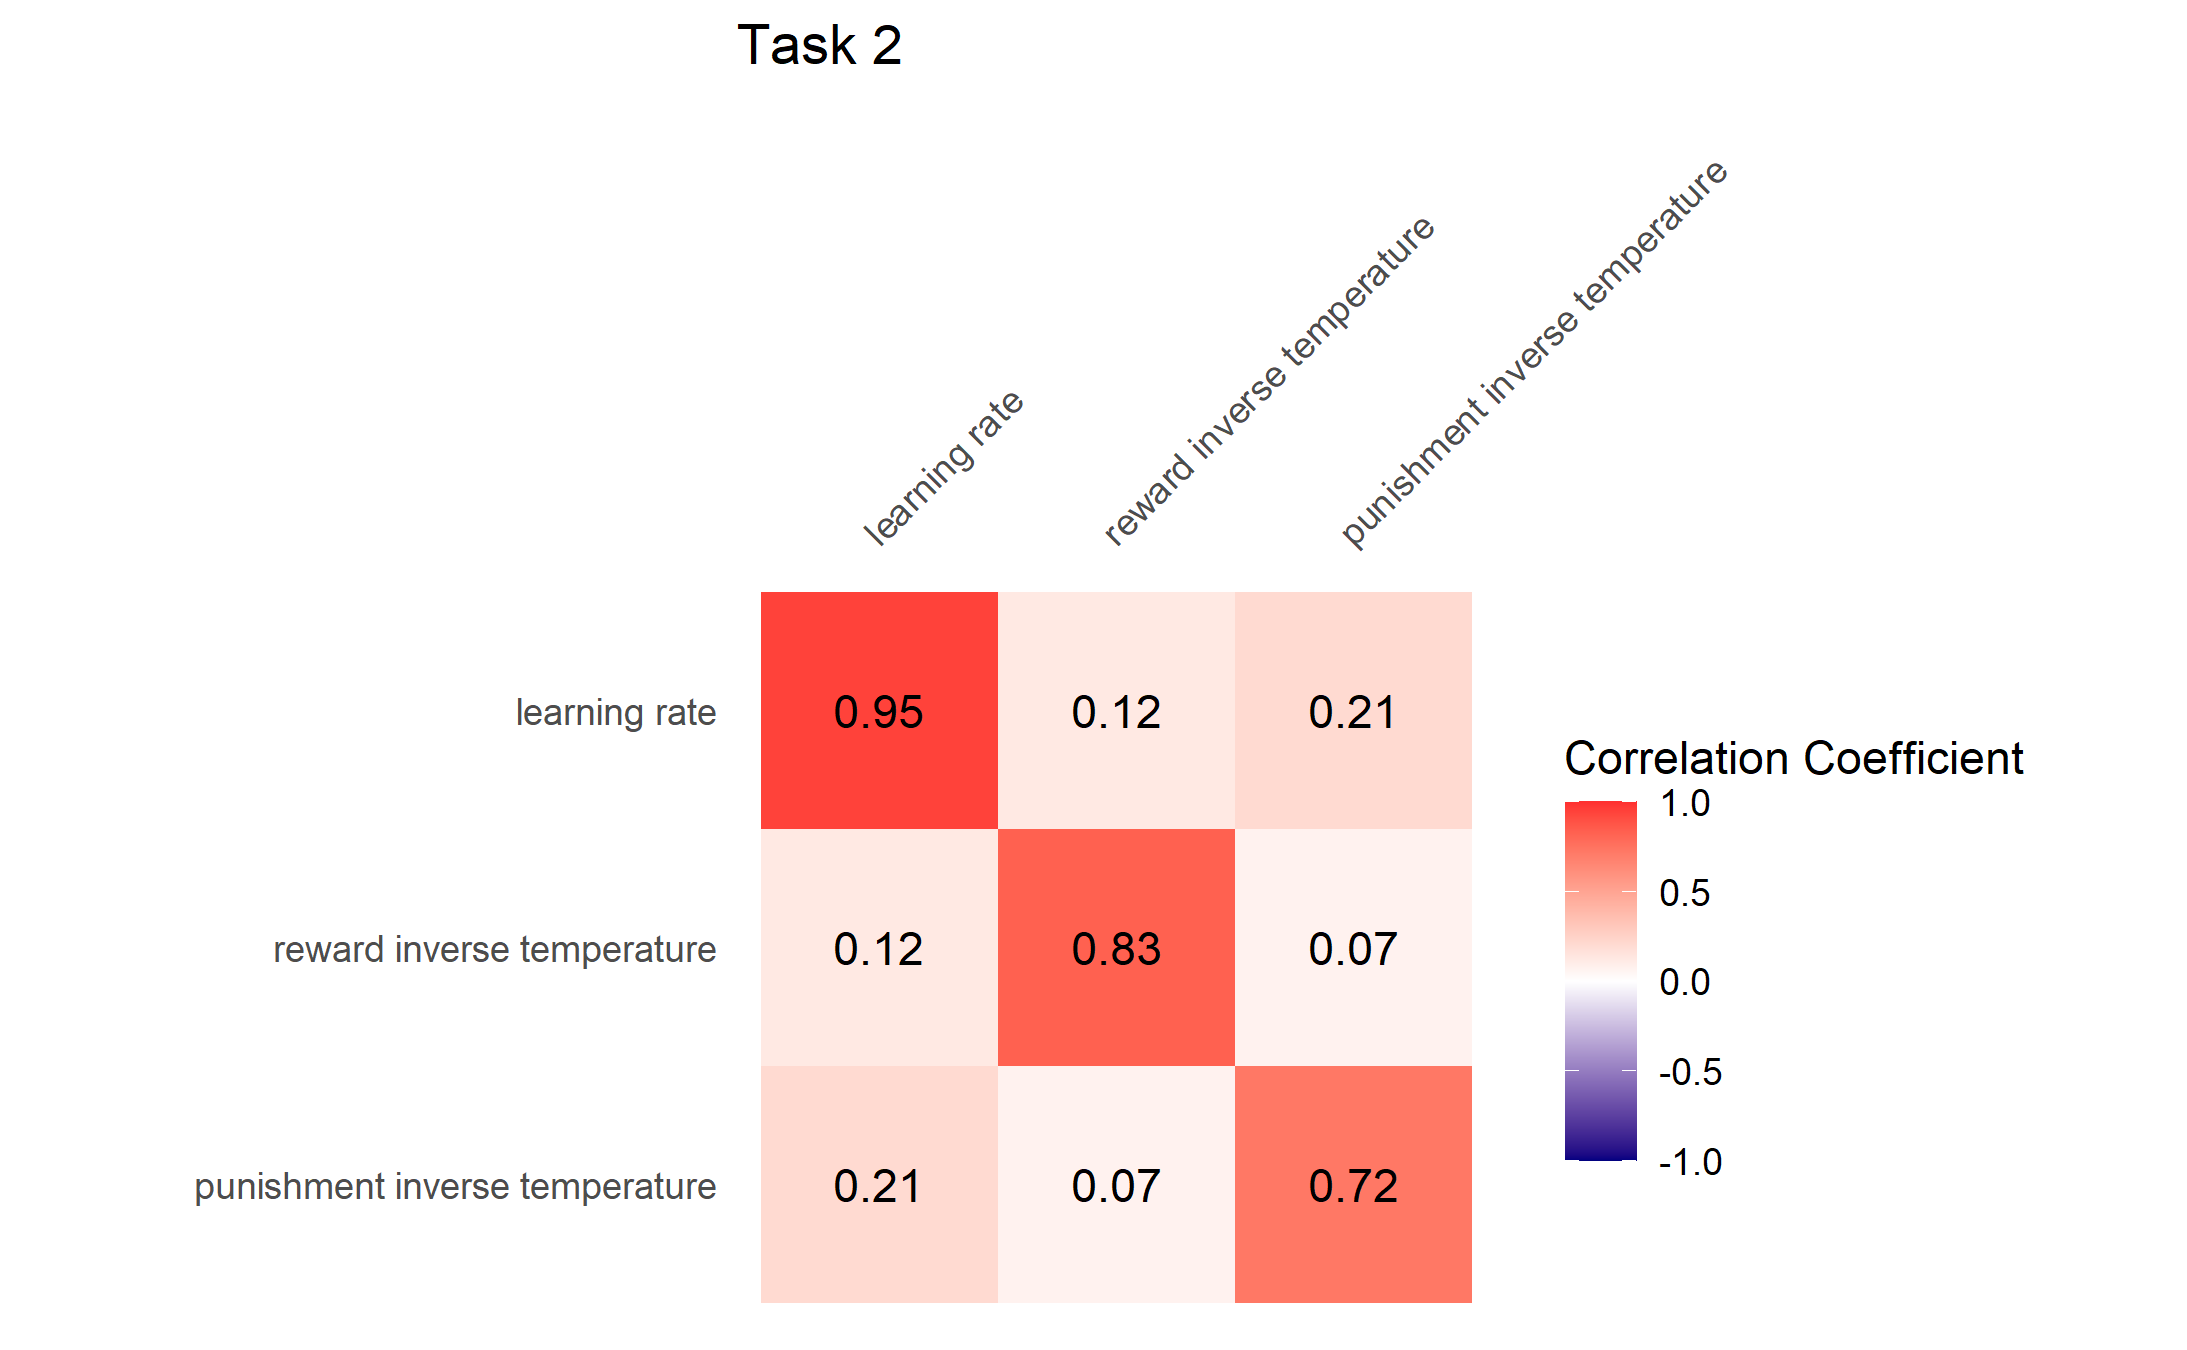 Task 2
learning rate
reward inverse temperature
punishment inverse temperature
learning rate
0.95 0.12 0.21
reward inverse temperature
0.12 0.83 0.07
punishment inverse temperature
0.21 0.07 0.72
Correlation Coefficient
1.0
0.5
0.0
-0.5
-1.0